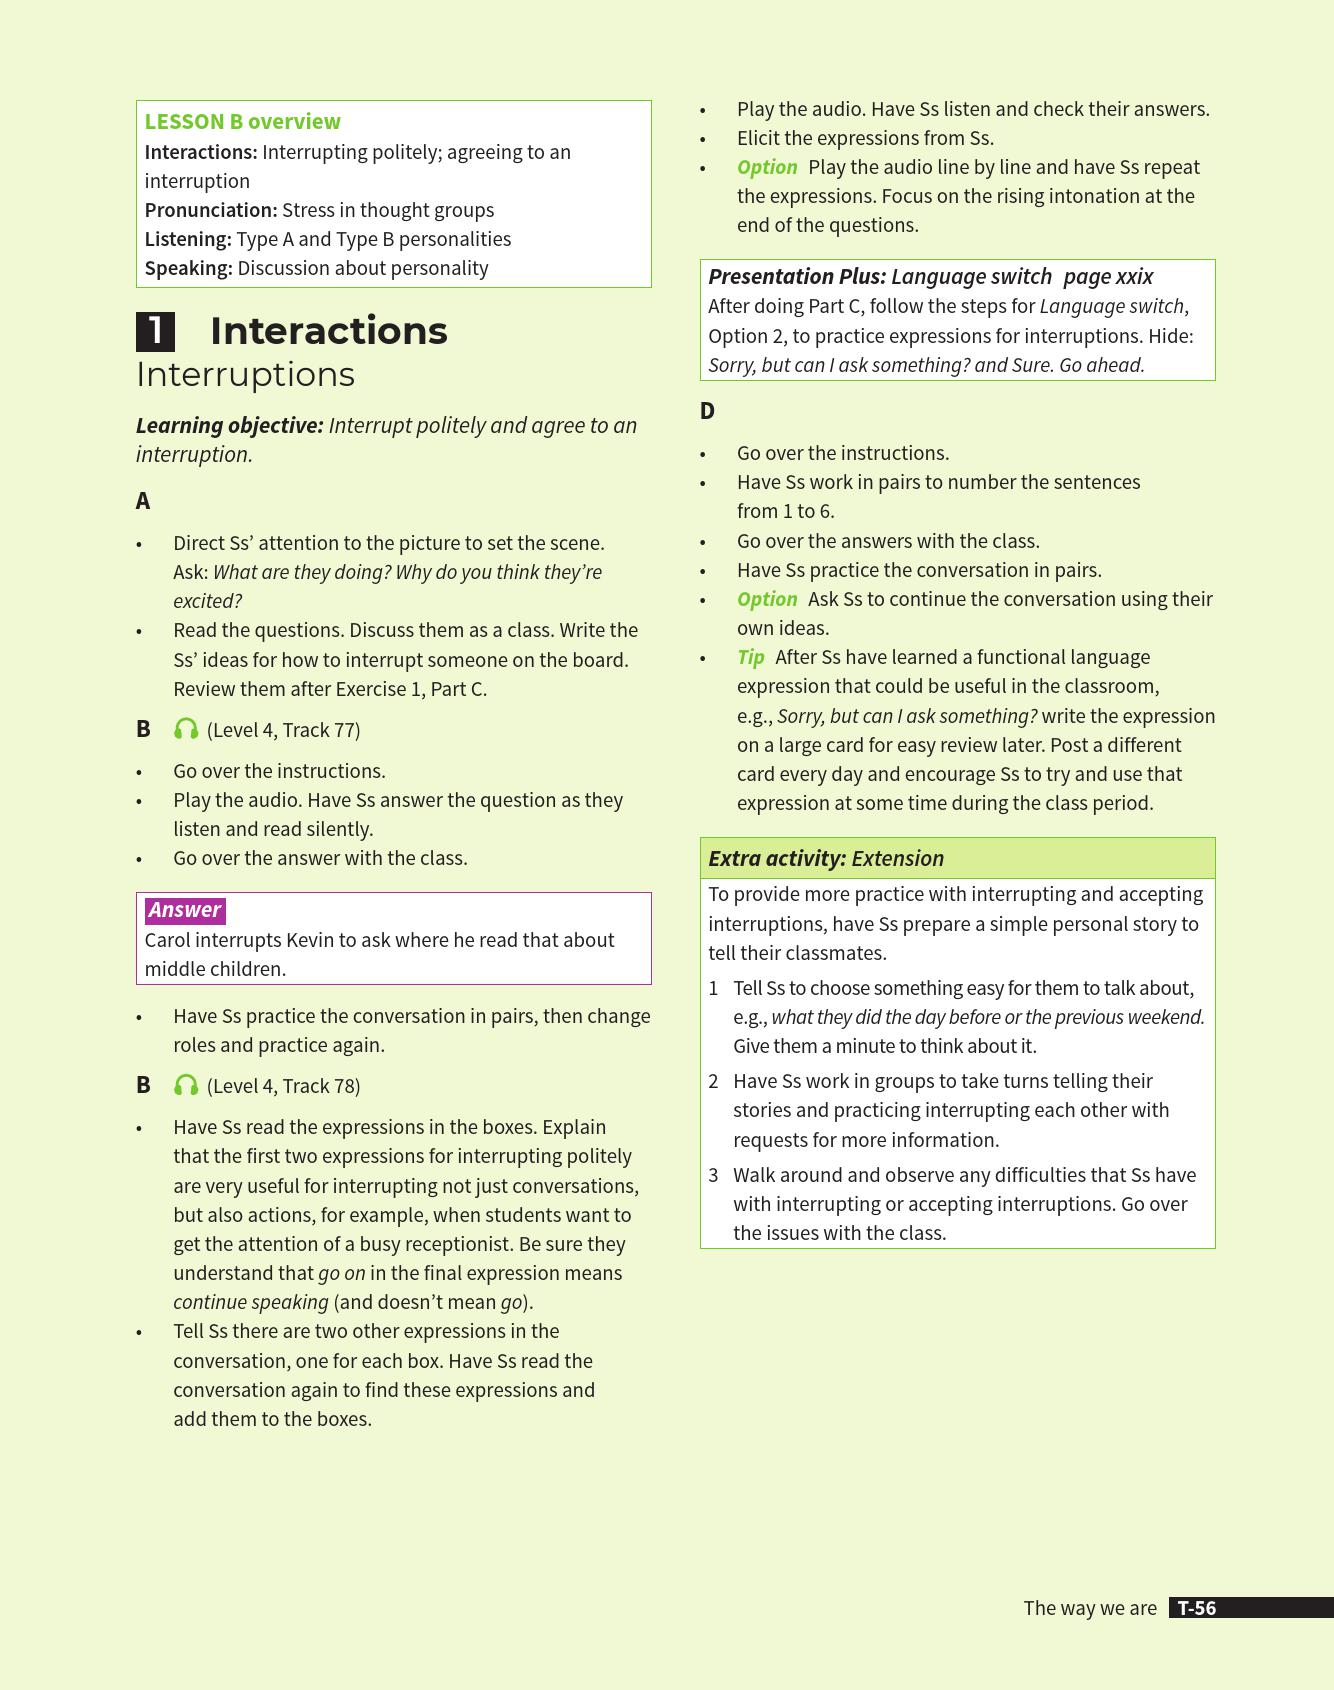 LESSON B overview
Interactions: Interrupting politely; agreeing to an
interruption
Pronunciation: Stress in thought groups
Listening: Type A and Type B personalities
Speaking: Discussion about personality
1 Interactions
Interruptions
Learning objective: Interrupt politely and agree to an
interruption.
A
• Direct Ss’ attention to the picture to set the scene.
Ask: What are they doing? Why do you think they’re
excited?
• Read the questions. Discuss them as a class. Write the
Ss’ ideas for how to interrupt someone on the board.
Review them after Exercise 1, Part C.
B (Level 4, Track 77)
• Go over the instructions.
• Play the audio. Have Ss answer the question as they
listen and read silently.
• Go over the answer with the class.
Answer
Carol interrupts Kevin to ask where he read that about
middle children.
• Have Ss practice the conversation in pairs, then change
roles and practice again.
B (Level 4, Track 78)
• Have Ss read the expressions in the boxes. Explain
that the first two expressions for interrupting politely
are very useful for interrupting not just conversations,
but also actions, for example, when students want to
get the attention of a busy receptionist. Be sure they
understand that go on in the final expression means
continue speaking (and doesn’t mean go).
• Tell Ss there are two other expressions in the
conversation, one for each box. Have Ss read the
conversation again to find these expressions and
add them to the boxes.
• Play the audio. Have Ss listen and check their answers.
• Elicit the expressions from Ss.
• Option Play the audio line by line and have Ss repeat
the expressions. Focus on the rising intonation at the
end of the questions.
Presentation Plus: Language switch page xxix
After doing Part C, follow the steps for Language switch,
Option 2, to practice expressions for interruptions. Hide:
Sorry, but can I ask something? and Sure. Go ahead.
D
• Go over the instructions.
• Have Ss work in pairs to number the sentences
from 1 to 6.
• Go over the answers with the class.
• Have Ss practice the conversation in pairs.
• Option Ask Ss to continue the conversation using their
own ideas.
• Tip After Ss have learned a functional language
expression that could be useful in the classroom,
e.g., Sorry, but can I ask something? write the expression
on a large card for easy review later. Post a different
card every day and encourage Ss to try and use that
expression at some time during the class period.
Extra activity: Extension
To provide more practice with interrupting and accepting
interruptions, have Ss prepare a simple personal story to
tell their classmates.
1 Tell Ss to choose something easy for them to talk about,
e.g., what they did the day before or the previous weekend.
Give them a minute to think about it.
2 Have Ss work in groups to take turns telling their
stories and practicing interrupting each other with
requests for more information.
3 Walk around and observe any difficulties that Ss have
with interrupting or accepting interruptions. Go over
the issues with the class.
The way we are T-56